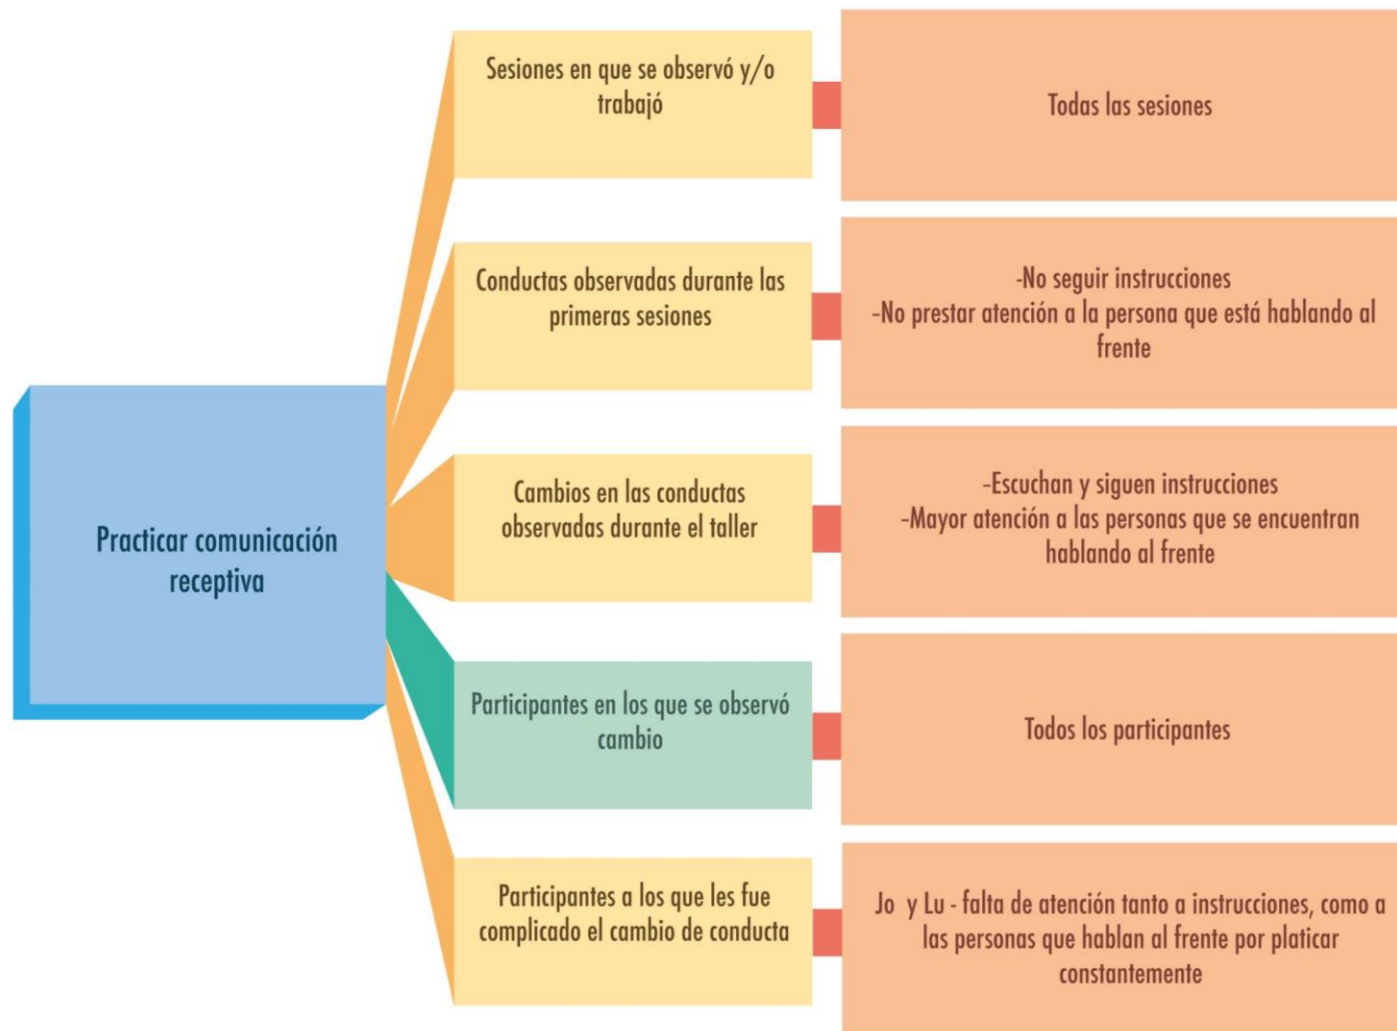 Sesiones en que se observó y/o
trabajó
Todas las sesiones
Conductas observadas durante las
primeras sesiones
-No seguir instrucciones
-No prestar atención a la persona que está hablando al
frente
Practicar comunicación
receptiva
Cambios en las conductas
observadas durante el taller
-Escuchan y siguen instrucciones
-Mayor atención a las personas que se encuentran
hablando al frente
Participantes en los que se observó
cambio
Todos los participantes
Participantes a los que les fue
complicado el cambio de conducta
Jo y Lu - falta de atención tanto a instrucciones, como a
las personas que hablan al frente por platicar
constantemente